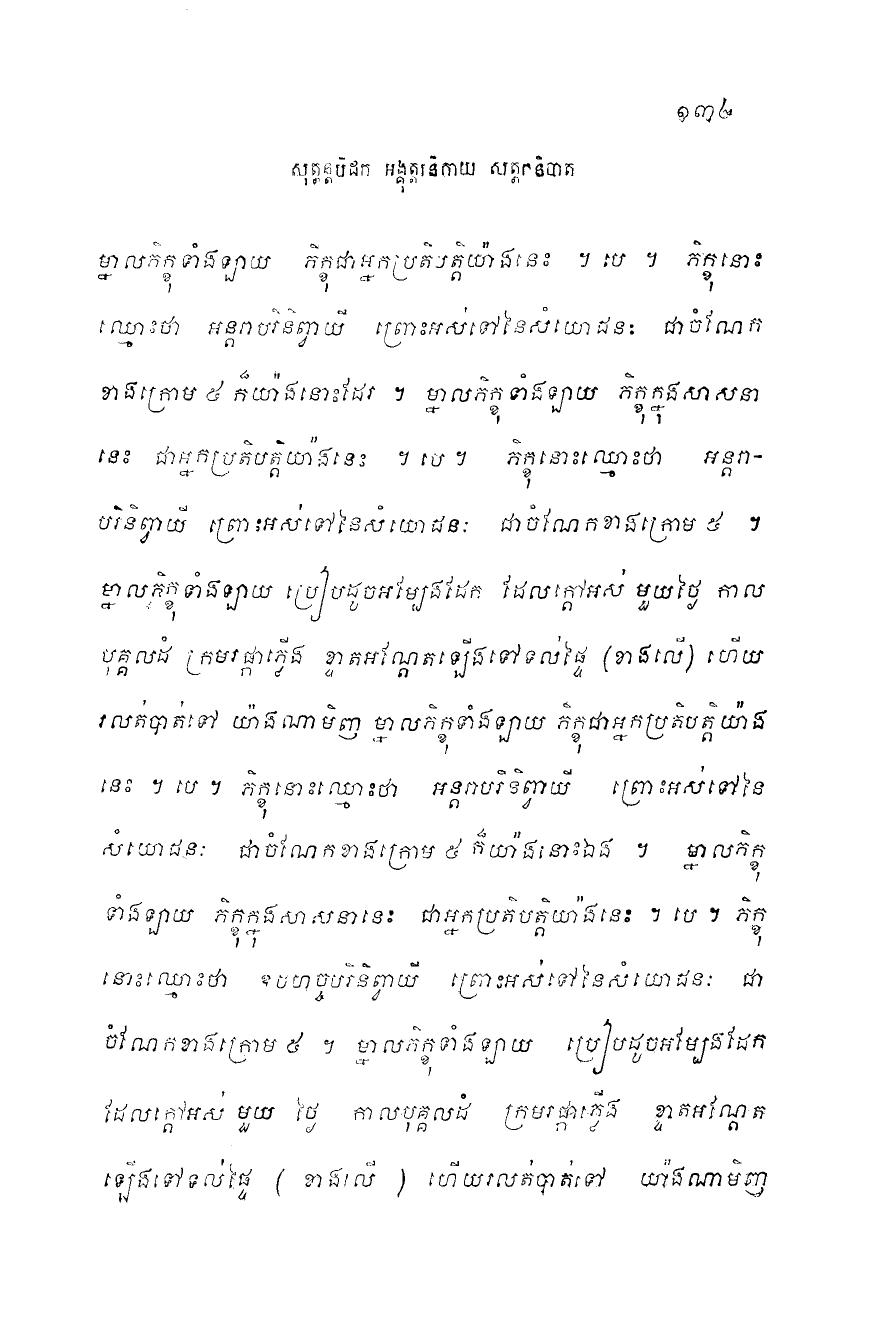 ១៣៤
សុត្តន្តបិដក អង្គុត្តរនិកាយ សត្តកនិបាត
ម្នាលភិក្ខុទាំងឡាយ ភិក្ខុជាអ្នកប្រតិបត្តិយ៉ាងនេះ ។ បេ ។ ភិក្ខុនោះ
ឈ្មោះថា អន្តរាបរិនិព្វាយី ព្រោះអស់ទៅនៃសំយោជនៈ ជាចំណែក
ខាងក្រោម ៥ ក៏យ៉ាងនោះដែរ ។ ម្នាលភិក្ខុទាំងឡាយ ភិក្ខុក្នុងសាសនា
នេះ ជាអ្នកប្រតិបត្តិយ៉ាងនេះ ។ បេ ។ ភិក្ខុនោះឈ្មោះថា អន្តរា-
បរិនិព្វាយី ព្រោះអស់ទៅនៃសំយោជនៈ ជាចំណែកខាងក្រោម ៥ ។
ម្នាលភិក្ខុទាំងឡាយ ប្រៀបដូចអម្បែងដែក ដែលក្តៅអស់ មួយថ្ងៃ កាល
បុគ្គលដំ ក្រមរផ្កាភ្លើង ខ្ទាតអណ្តែតឡើងទៅទល់ផ្ទៃ (ខាងលើ) ហើយ
រលត់បាត់ទៅ យ៉ាងណាមិញ ម្នាលភិក្ខុទាំងឡាយ ភិក្ខុជាអ្នកប្រតិបត្តិយ៉ាង
នេះ ។ បេ ។ ភិក្ខុនោះឈ្មោះថា អន្តរាបរិនិព្វាយី ព្រោះអស់ទៅនៃ
សំយោជនៈ ជាចំណែកខាងក្រោម ៥ ក៏យ៉ាងនោះឯង ។ ម្នាលភិក្ខុ
ទាំងឡាយ ភិក្ខុក្នុងសាសនានេះ ជាអ្នកប្រតិបត្តិយ៉ាងនេះ ។ បេ ។ ភិក្ខុ
នោះឈ្មោះថា ឧបហច្ចបរិនិព្វាយី ព្រោះអស់ទៅនៃសំយោជនៈ ជា
ចំណែកខាងក្រោម ៥ ។ ម្នាលភិក្ខុទាំងឡាយ ប្រៀបដូចអម្បែងដែក
ដែលក្តៅអស់ មួយ ថ្ងៃ កាលបុគ្គលដំ ក្រមរផ្កាភ្លើង ខ្ទាតអណ្តែត
ឡើងទៅទល់ផ្ទៃ ( ខាងលើ ) ហើយរលត់បាត់ទៅ យ៉ាងណាមិញ